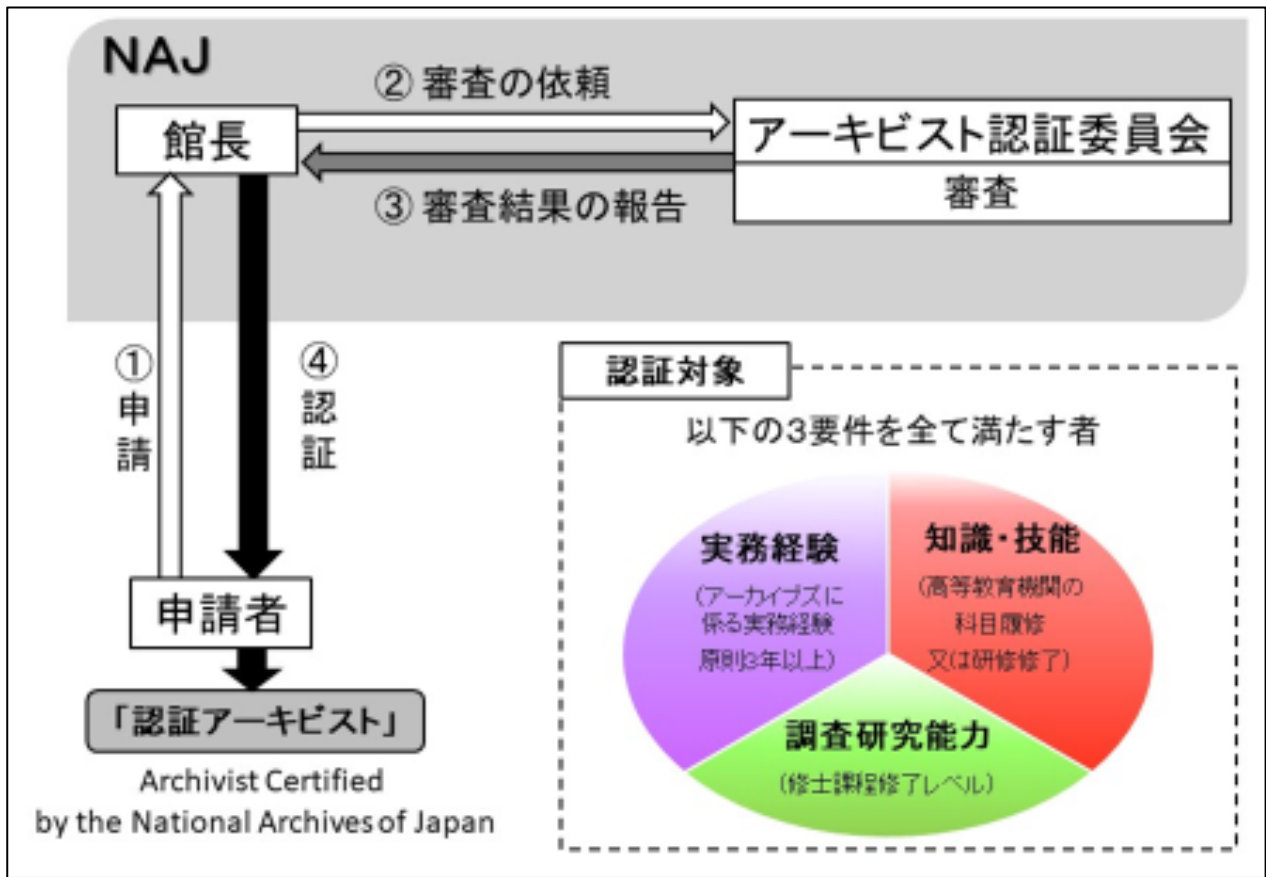 NAJ
② 審査の依頼
館長
アーキビスト認証委員会
審査
③ 審査結果の報告
①申請
④認証
申請者
「認証アーキビスト」
Archivist Certified
by the National Archives of Japan
認証対象
以下の3要件を全て満たす者
実務経験
(アーカイブズに
係る実務経験
原則3年以上)
知識・技能
(高等教育機関の
科目履修
又は研修修了)
調査研究能力
(修士課程修了レベル)